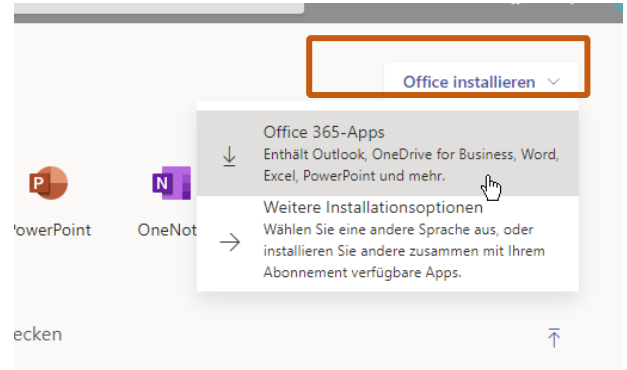 Office installieren
Office 365-Apps
Enthält Outlook, OneDrive for Business, Word,
Excel, PowerPoint und mehr.
Weitere Installationsoptionen
Wählen Sie eine andere Sprache aus, oder
installieren Sie andere zusammen mit Ihrem
Abonnement verfügbare Apps.
P
N
owerPoint
OneNot
ecken